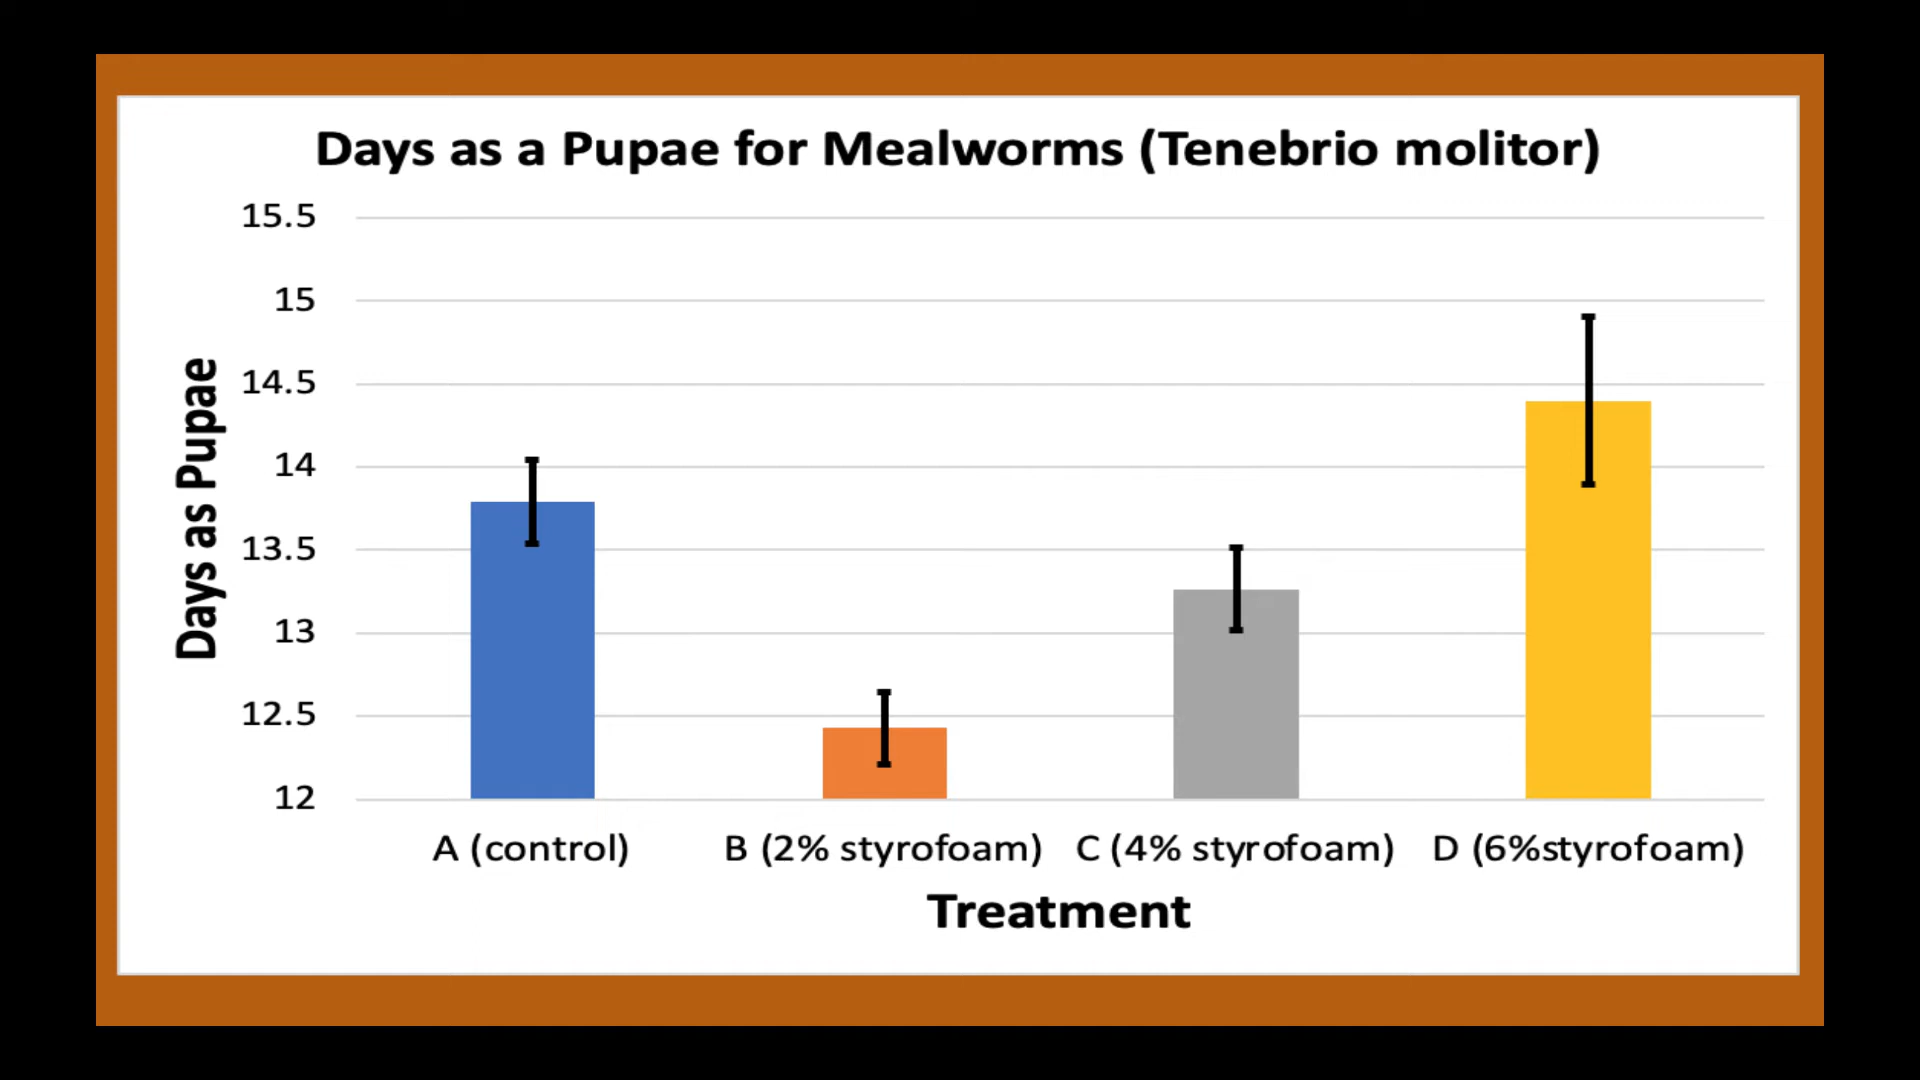 Days as a Pupae for Mealworms (Tenebrio molitor)
15.5
15
14.5
14
13.5
13
12.5
12
Days as Pupae
A (control)
B (2% styrofoam)
C (4% styrofoam)
D (6%styrofoam)
Treatment